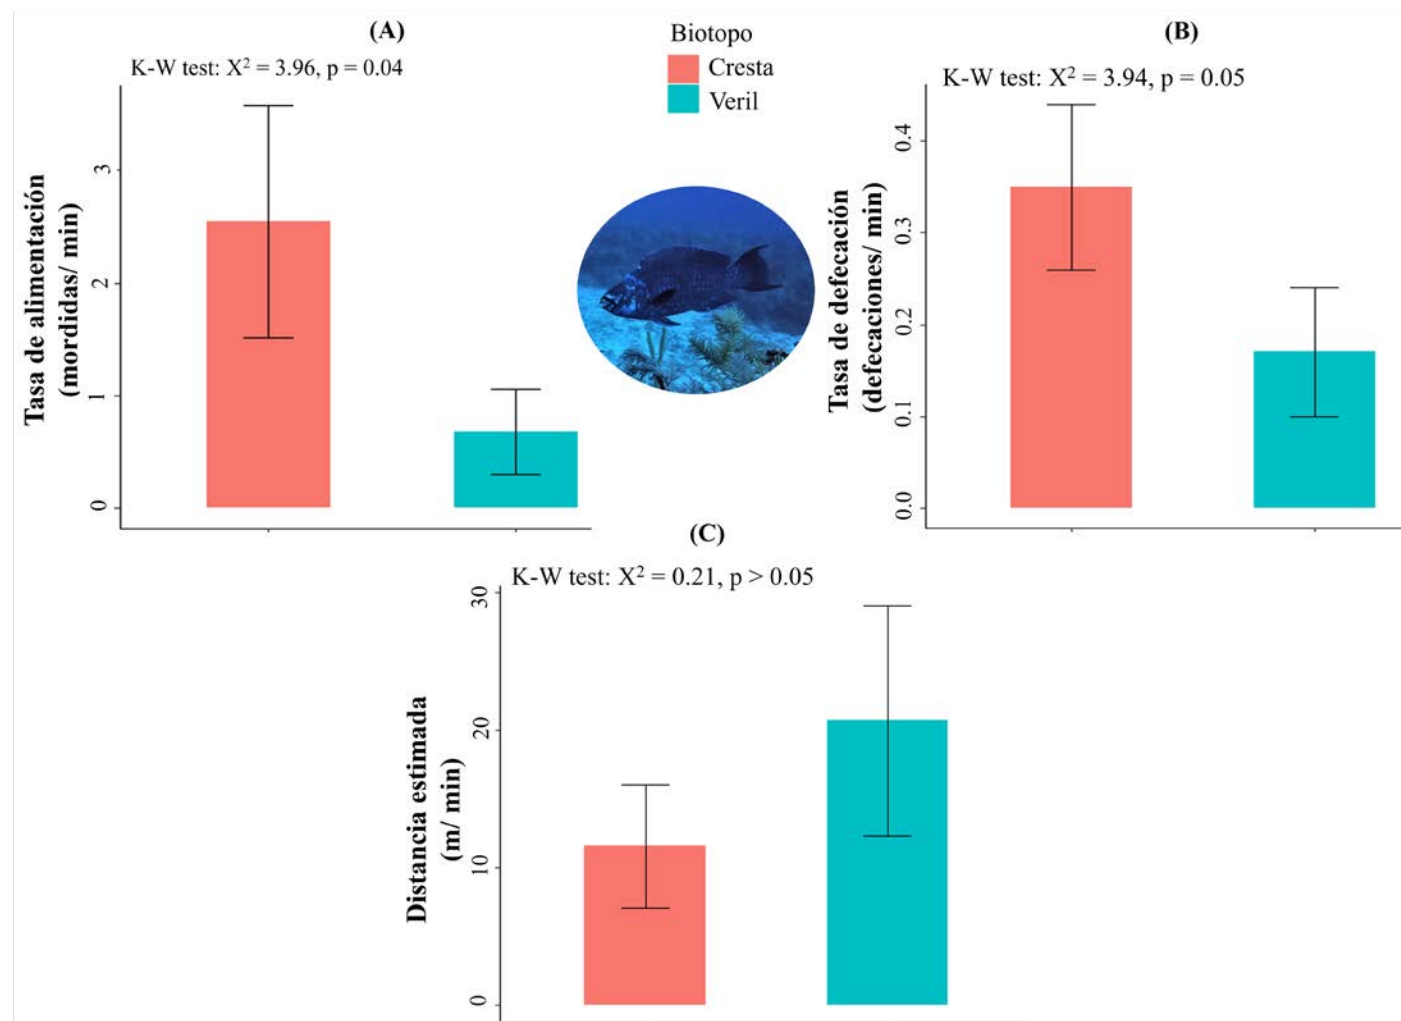 (A)
K-W test: X² = 3.96, p = 0.04
Tasa de alimentación
(mordidas/ min)
0
1
2
3
Biotopo
Cresta
Veril
(B)
K-W test: X² = 3.94, p = 0.05
Tasa de defecación
(defecaciones/ min)
0.0
0.1
0.2
0.3
0.4
(C)
K-W test: X² = 0.21, p > 0.05
Distancia estimada
(m/ min)
0
10
20
30